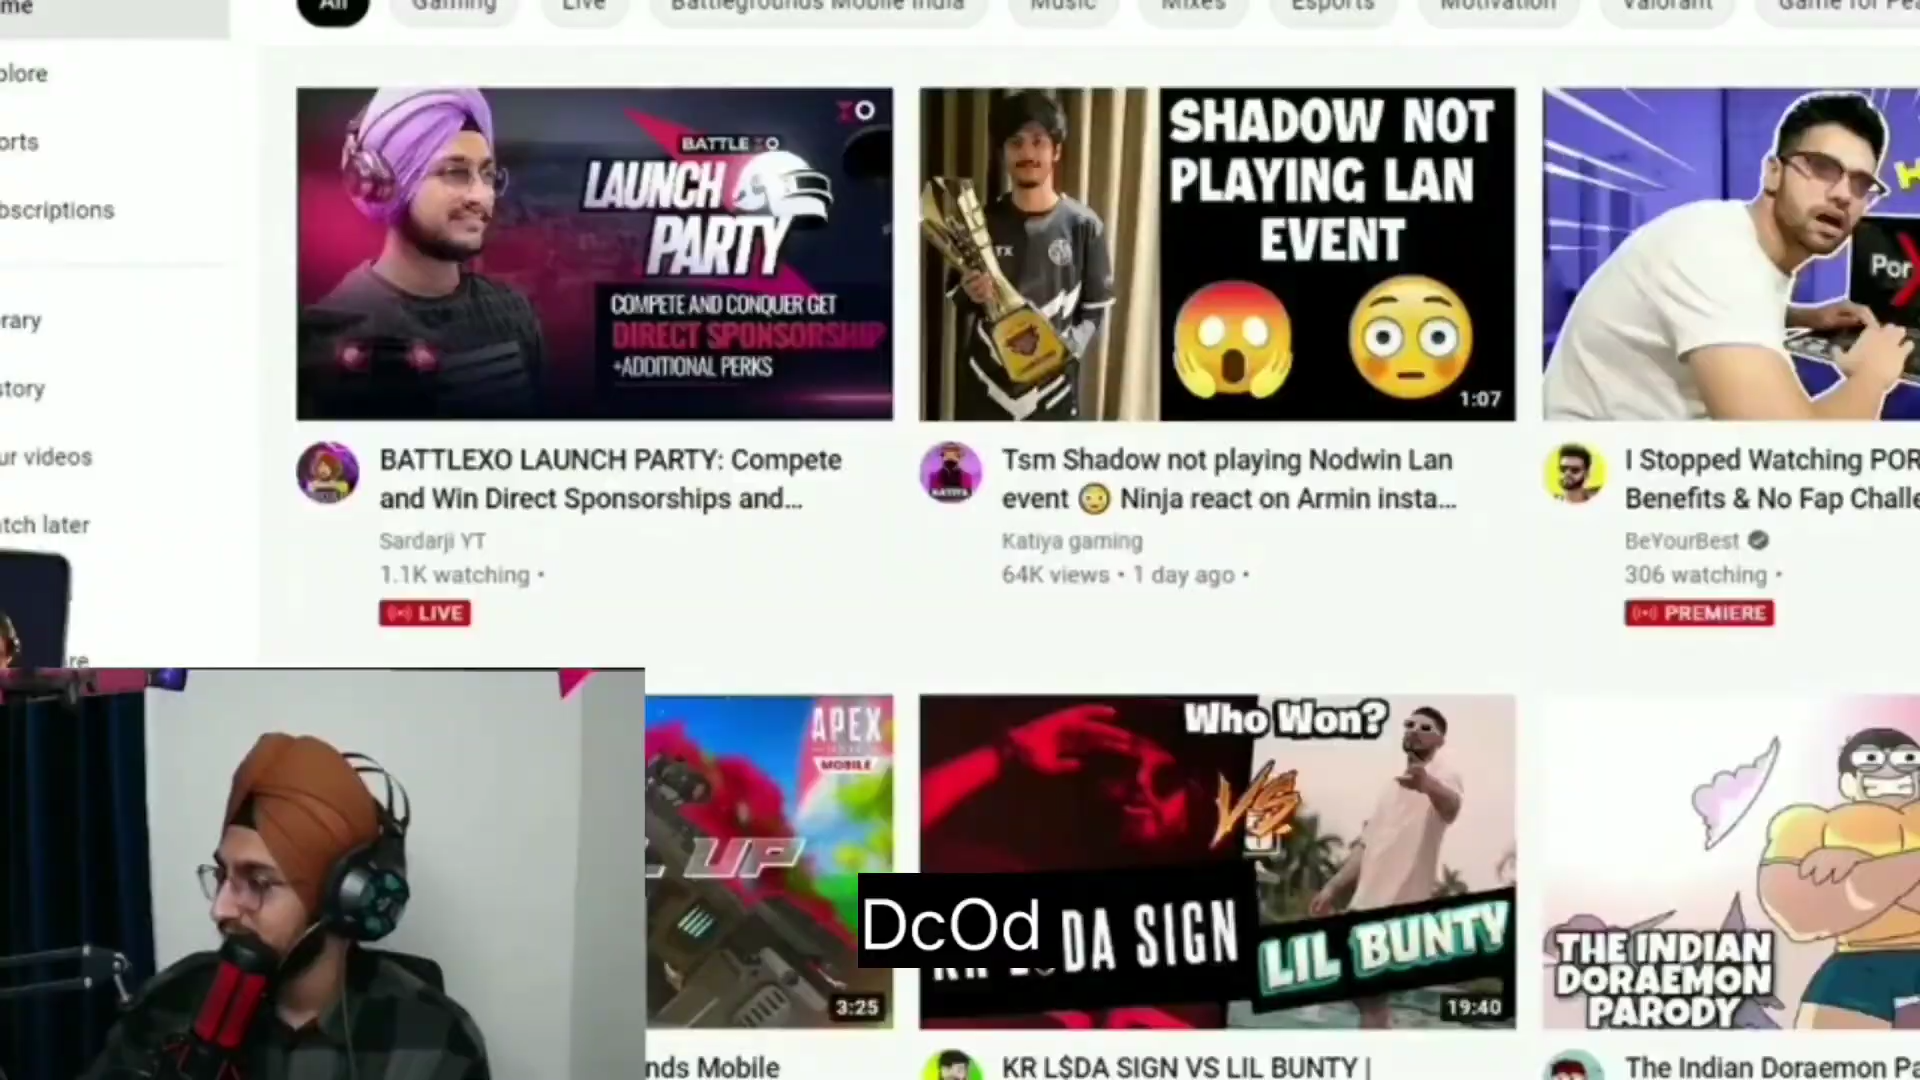 All
Gaming
Live
Battlegrounds Mobile India
Music
Mixes
Esports
Motivation
Valorant
plore
orts
bscriptions
rary
story
ur videos
tch later
re
BATTLE XO
LAUNCH
PARTY
COMPETE AND CONQUER GET
DIRECT SPONSORSHIP
+ADDITIONAL PERKS
BATTLEXO LAUNCH PARTY: Compete
and Win Direct Sponsorships and...
Sardarji YT
1.1K watching •
LIVE
SHADOW NOT
PLAYING LAN
EVENT
1:07
Tsm Shadow not playing Nodwin Lan
event 😳 Ninja react on Armin insta...
Katiya gaming
64K views • 1 day ago •
Por
I Stopped Watching POR
Benefits & No Fap Challe
BeYourBest
306 watching •
PREMIERE
APEX
MOBILE
UP
3:25
nds Mobile
Who Won?
VS
DcOd
DA SIGN
LIL BUNTY
19:40
KR L$DA SIGN VS LIL BUNTY |
THE INDIAN
DORAEMON
PARODY
The Indian Doraemon Pa